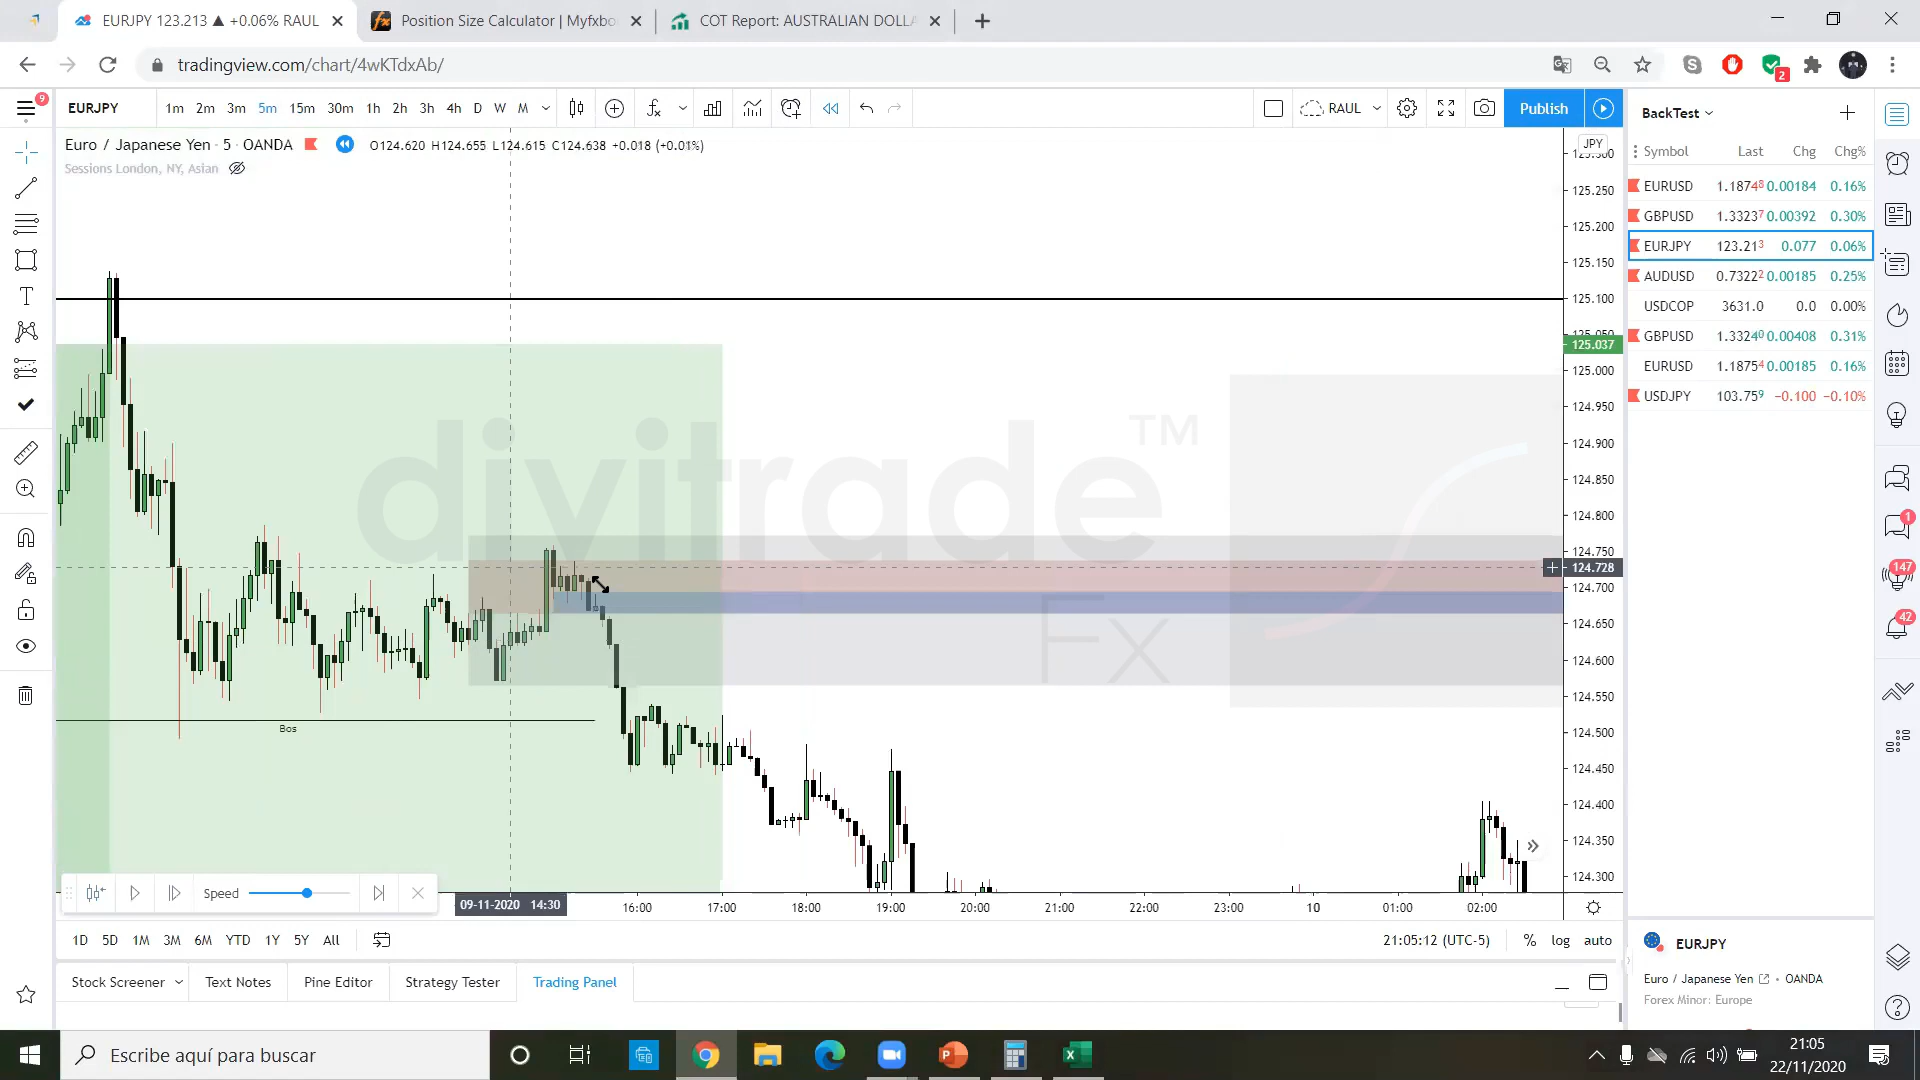 EURJPY 123.213 ▲ +0.06% RAUL
Position Size Calculator | Myfxbo
COT Report: AUSTRALIAN DOLLA
tradingview.com/chart/4wKTdxAb/
2
9
EURJPY
1m 2m 3m 5m 15m 30m 1h 2h 3h 4h D W M
RAUL
Publish
Euro / Japanese Yen · 5 · OANDA
O124.620 H124.655 L124.615 C124.638 +0.018 (+0.01%)
Sessions London, NY, Asian
JPY
125.250
125.200
125.150
125.100
125.037
125.000
124.950
124.900
124.850
124.800
124.750
124.728
124.700
124.650
124.600
124.550
124.500
124.450
124.400
124.350
124.300
divitrade™
Fx
Bos
Speed
09-11-2020 14:30
16:00 17:00 18:00 19:00 20:00 21:00 22:00 23:00 10 01:00 02:00
1D 5D 1M 3M 6M YTD 1Y 5Y All
21:05:12 (UTC-5)
% log auto
Stock Screener
Text Notes
Pine Editor
Strategy Tester
Trading Panel
BackTest
Symbol Last Chg Chg%
EURUSD 1.18748 0.00184 0.16%
GBPUSD 1.33237 0.00392 0.30%
EURJPY 123.213 0.077 0.06%
AUDUSD 0.73222 0.00185 0.25%
USDCOP 3631.0 0.0 0.00%
GBPUSD 1.33240 0.00408 0.31%
EURUSD 1.18754 0.00185 0.16%
USDJPY 103.759 −0.100 −0.10%
1
147
42
EURJPY
Euro / Japanese Yen · OANDA
Forex Minor: Europe
Escribe aquí para buscar
21:05
22/11/2020